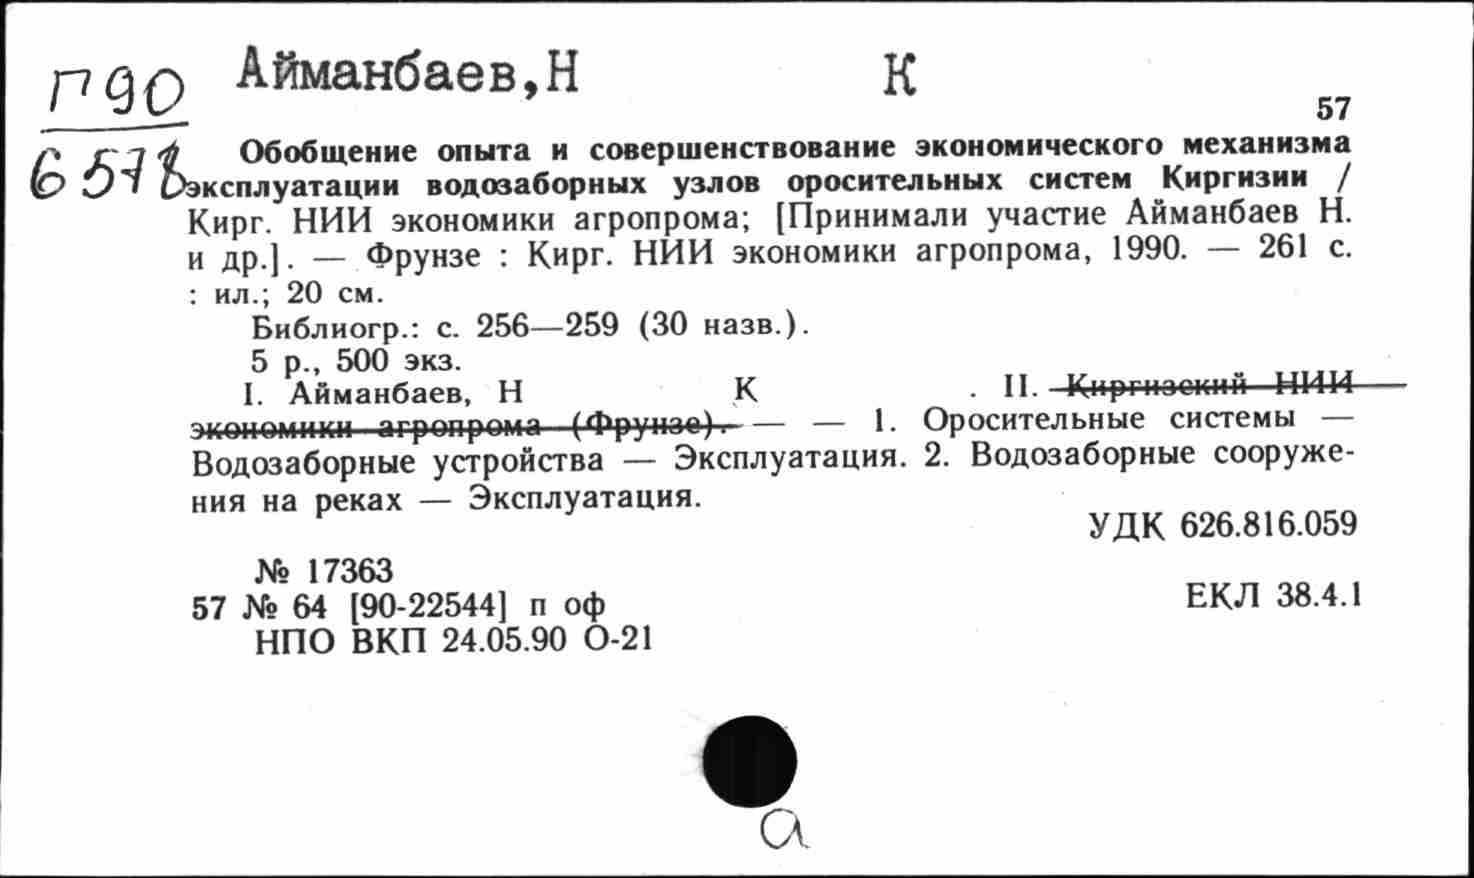 Айманбаев,Н К
П90
6578
57
Обобщение опыта и совершенствование экономического механизма
эксплуатации водозаборных узлов оросительных систем Киргизии /
Кирг. НИИ экономики агропрома; [Принимали участие Айманбаев Н.
и др.]. — Фрунзе : Кирг. НИИ экономики агропрома, 1990. — 261 с.
: ил.; 20 см.
Библиогр.: с. 256—259 (30 назв.).
5 р., 500 экз.
I. Айманбаев, Н К . II. Киргизский НИИ
экономики агропрома (Фрунзе). — — 1. Оросительные системы —
Водозаборные устройства — Эксплуатация. 2. Водозаборные сооруже-
ния на реках — Эксплуатация.
УДК 626.816.059
№ 17363
57 № 64 [90-22544] п оф
ЕКЛ 38.4.1
НПО ВКП 24.05.90 О-21
а